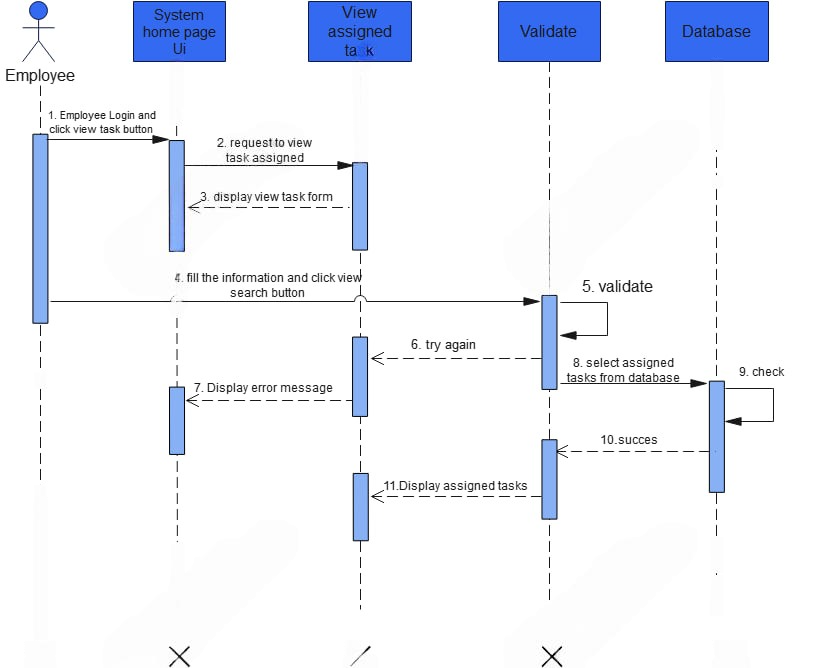 System
home page
Ui
View
assigned
task
Validate
Database
Employee
1. Employee Login and
click view task button
2. request to view
task assigned
3. display view task form
4. fill the information and click view
search button
5. validate
6. try again
7. Display error message
8. select assigned
tasks from database
9. check
10.succes
11.Display assigned tasks